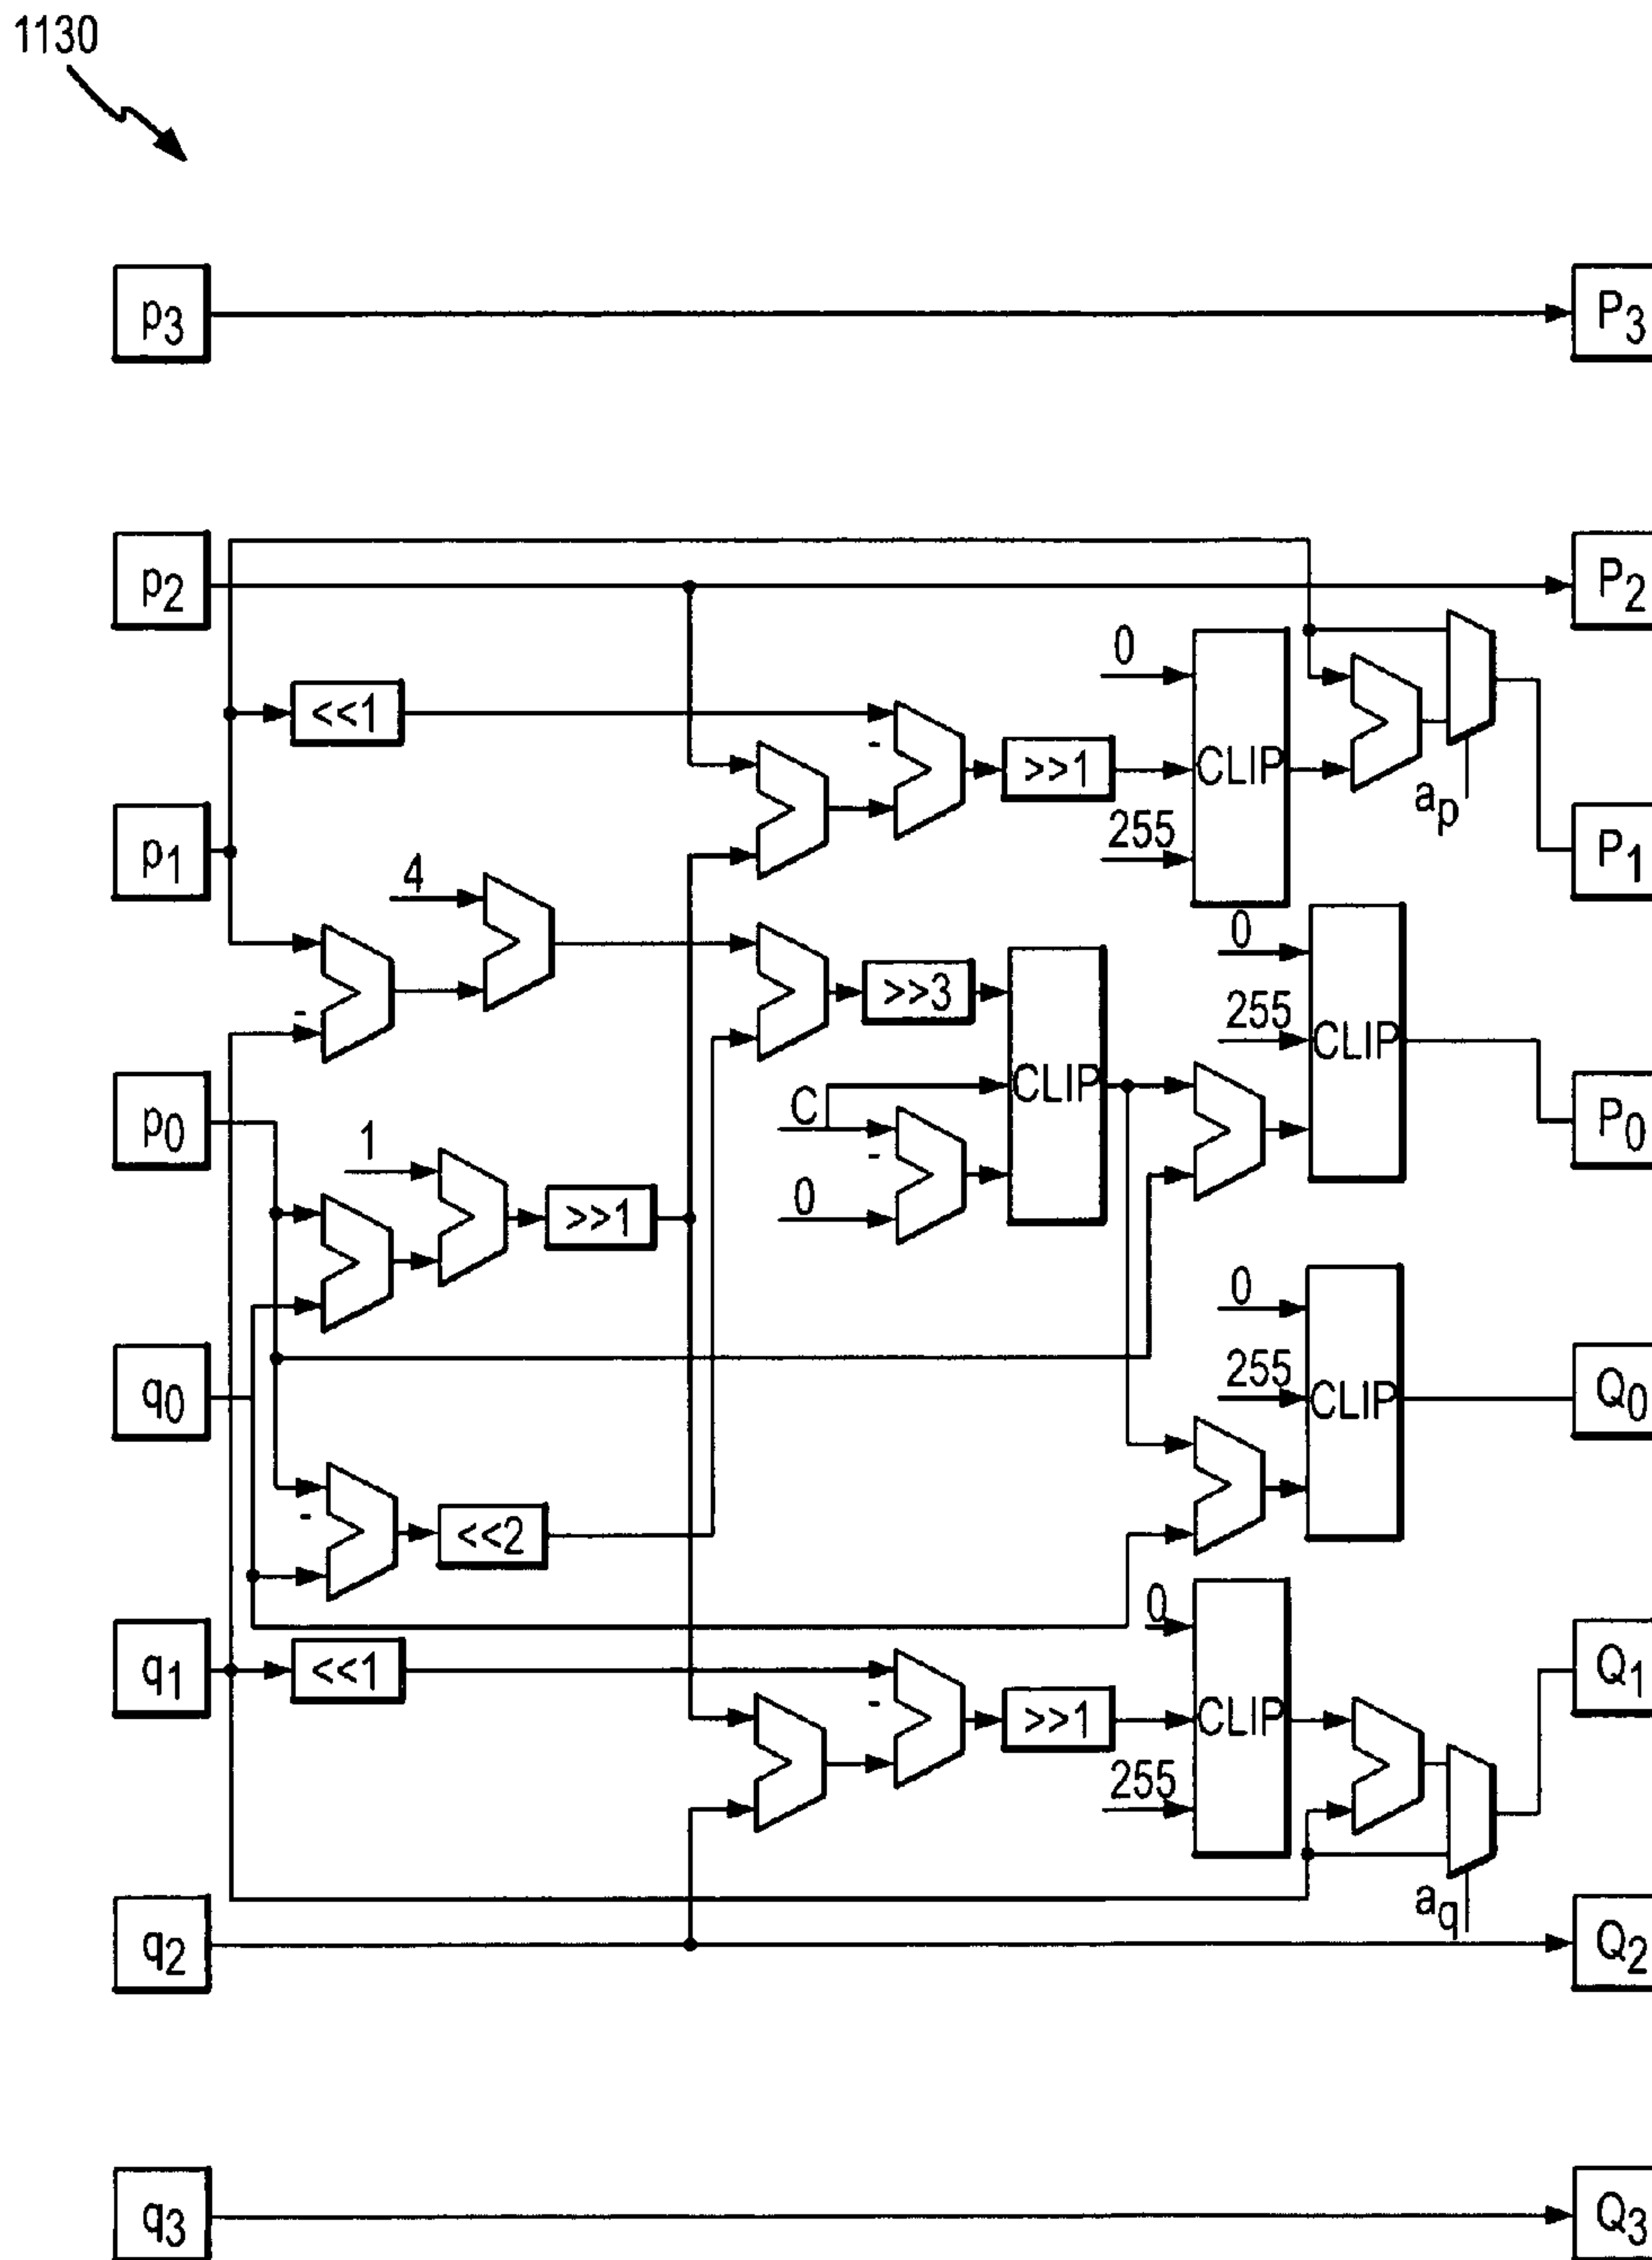 1130
p3 P3
p2 P2
0
<<1
- >>1 CLIP
ap
255
p1 P1
4
0
>>3
255
- CLIP
C CLIP
p0 P0
1
-
0
>>1
0
255
q0 CLIP Q0
-
<<2
0
q1 <<1 Q1
- >>1 CLIP
255
aq
q2 Q2
q3 Q3